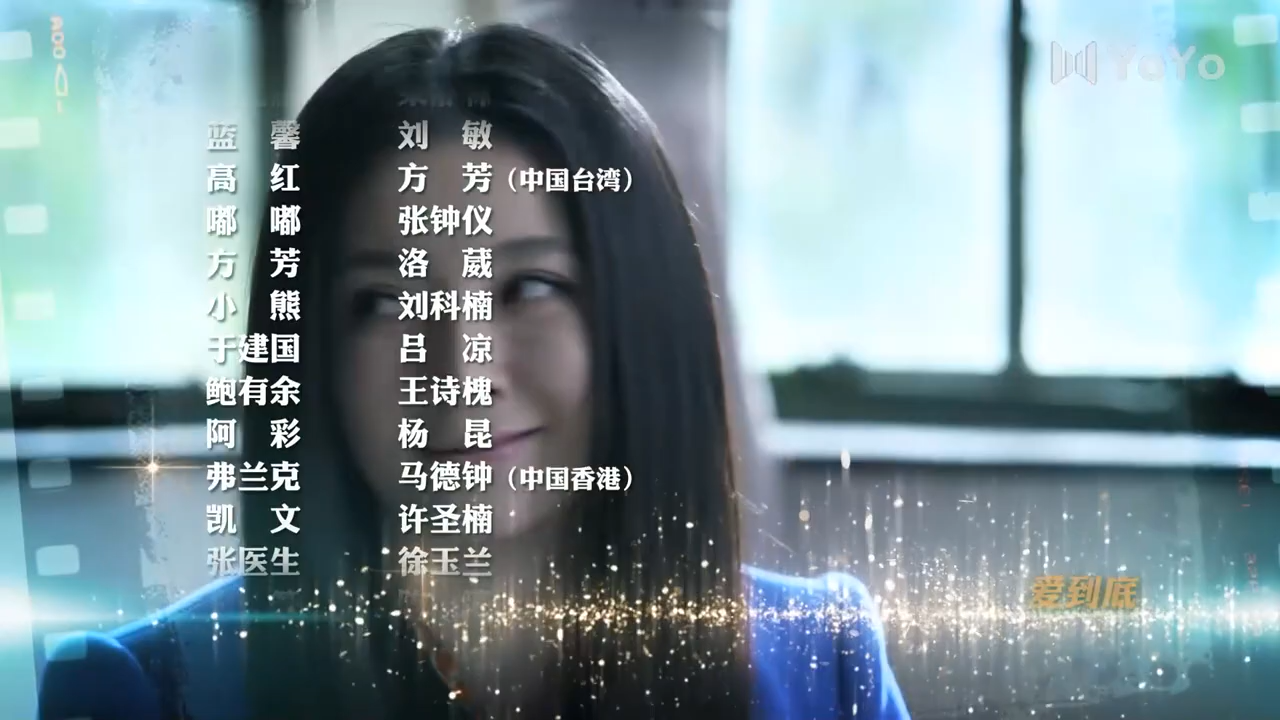 YoYo
蓝 馨 刘 敏
高 红 方 芳（中国台湾）
嘟 嘟 张钟仪
方 芳 洛 葳
小 熊 刘科楠
于建国 吕 凉
鲍有余 王诗槐
阿 彩 杨 昆
弗兰克 马德钟（中国香港）
凯 文 许圣楠
张医生 徐玉兰
爱到底